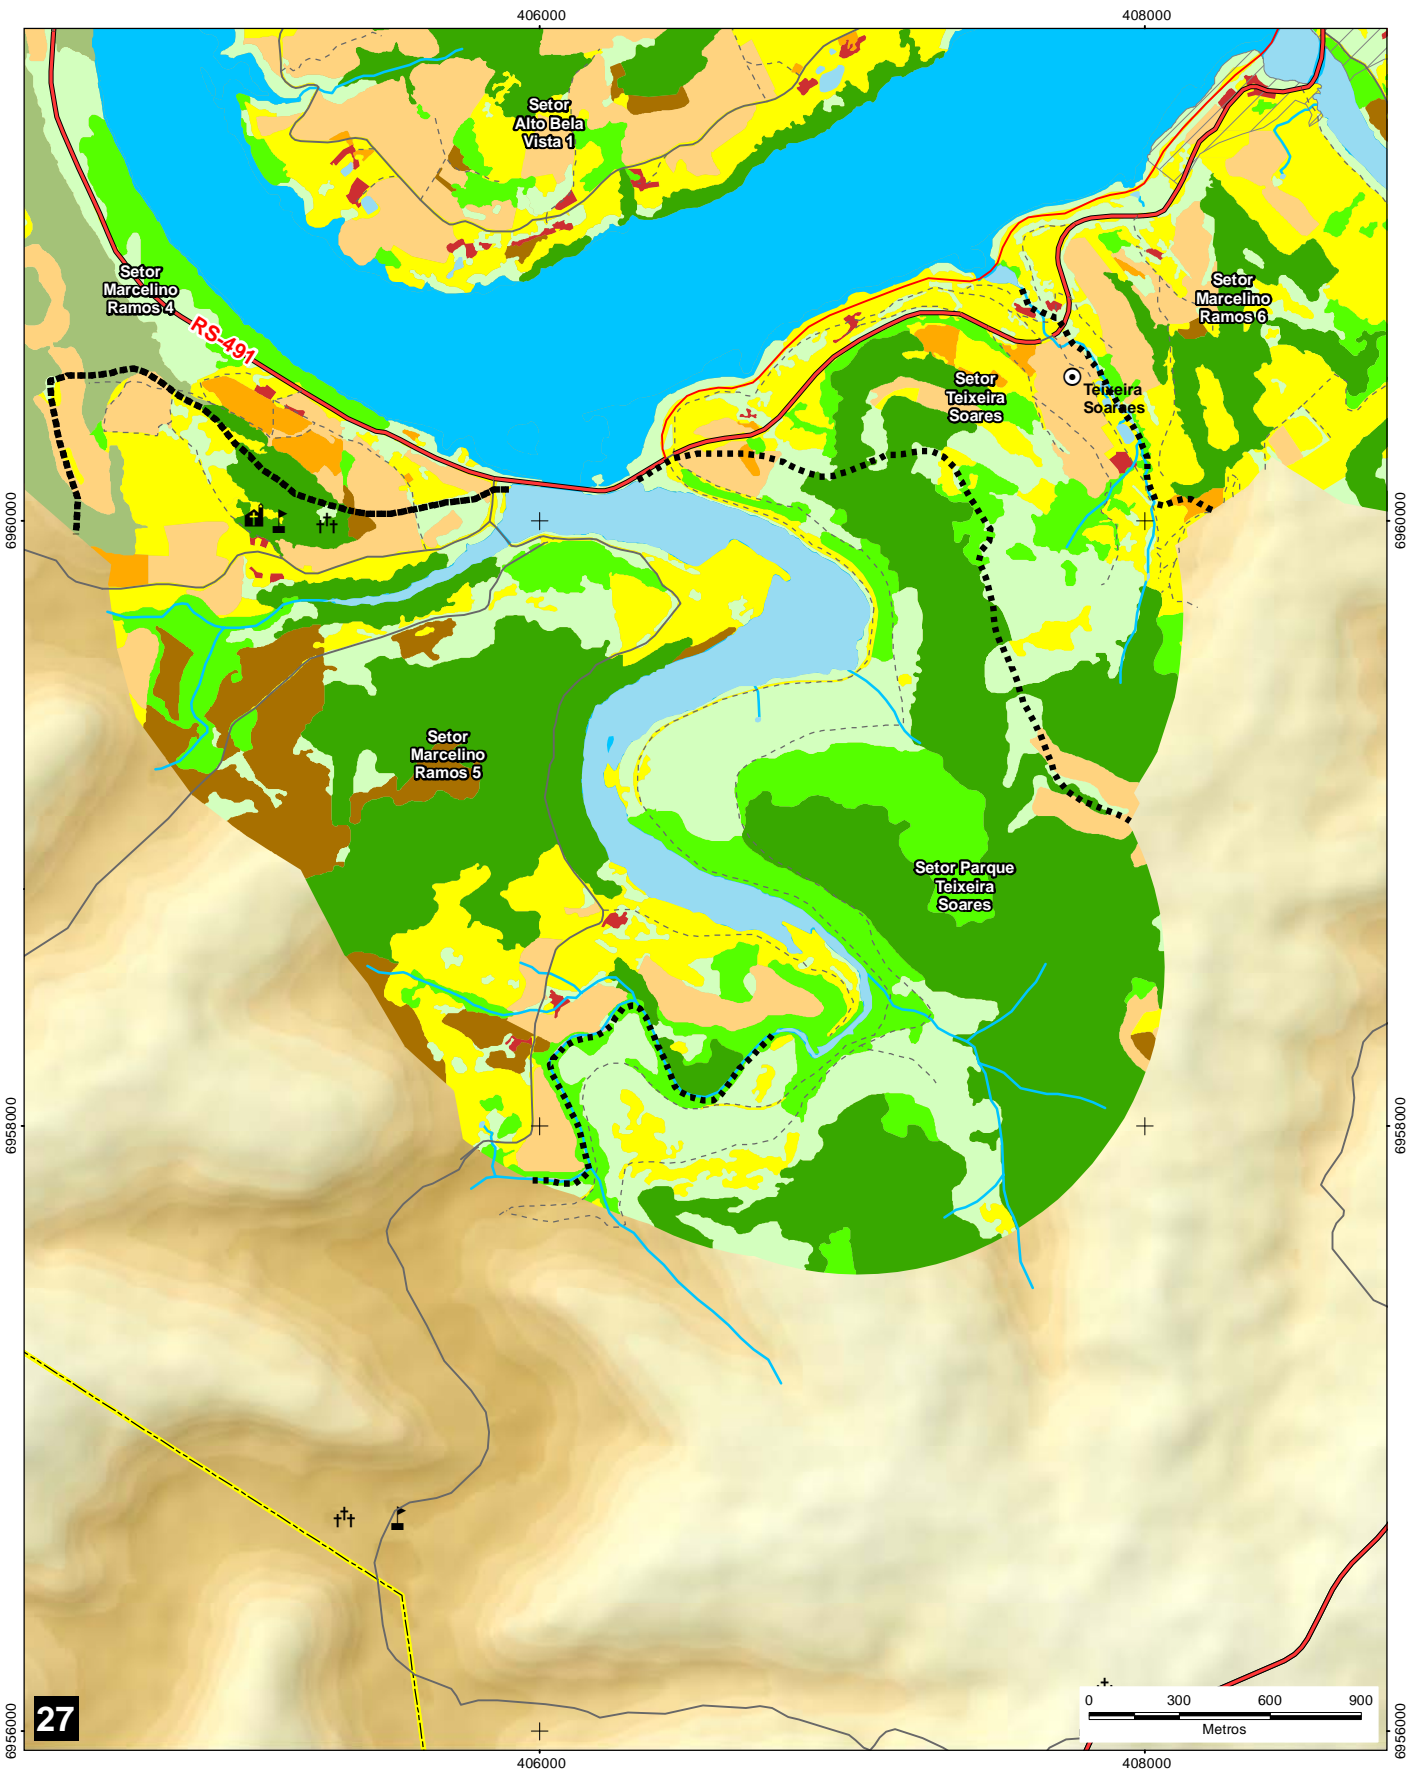 406000
408000
Setor
Alto Bela
Vista 1
Setor
Marcelino
Ramos 4
Setor
Marcelino
Ramos 6
RS-491
Setor
Teixeira
Soares
Teixeira
Soaraes
6960000
6960000
Setor
Marcelino
Ramos 5
Setor Parque
Teixeira
Soares
6958000
6958000
27
0 300 600 900
Metros
6956000
6956000
406000
408000